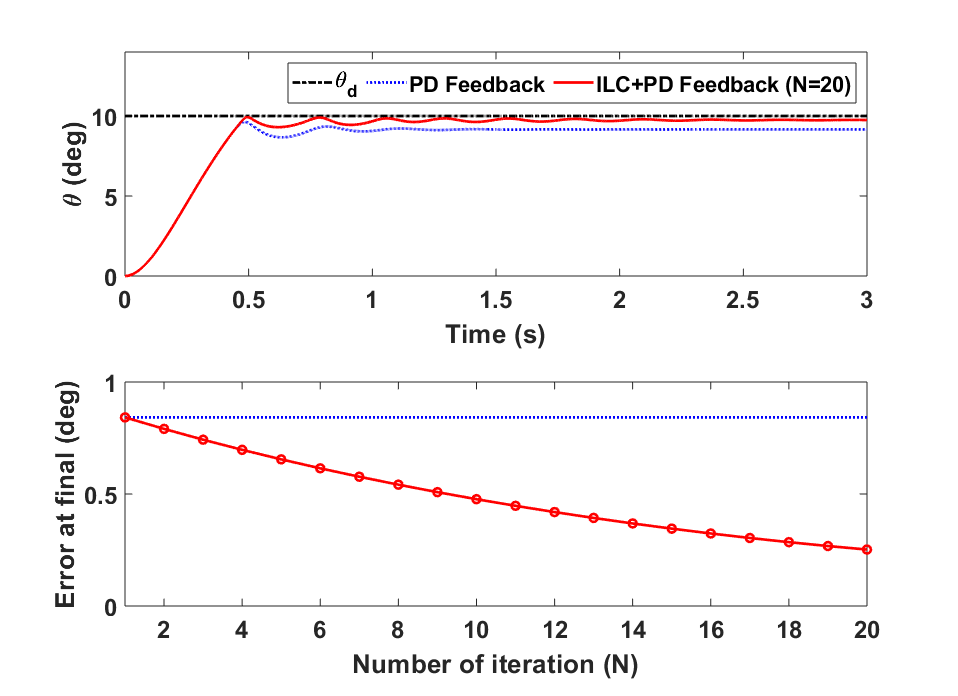 θd PD Feedback ILC+PD Feedback (N=20)
10
5
0
θ (deg)
0 0.5 1 1.5 2 2.5 3
Time (s)
1
0.5
0
Error at final (deg)
2 4 6 8 10 12 14 16 18 20
Number of iteration (N)